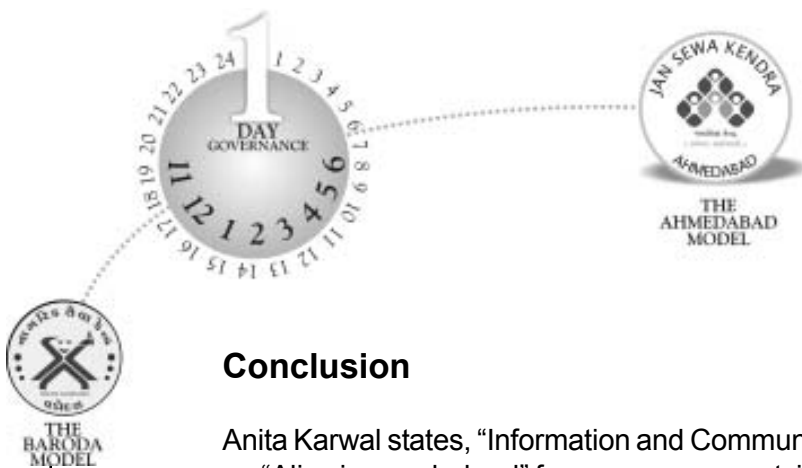 1
DAY
GOVERNANCE
1 2 3 4 5 6 7 8 9 10 11 12 13 14 15 16 17 18 19 20 21 22 23 24
11 12 1 2 3 4 5 6
JAN SEWA KENDRA
AHMEDABAD
THE
AHMEDABAD
MODEL
THE
BARODA
MODEL
Conclusion
Anita Karwal states, “Information and Commun